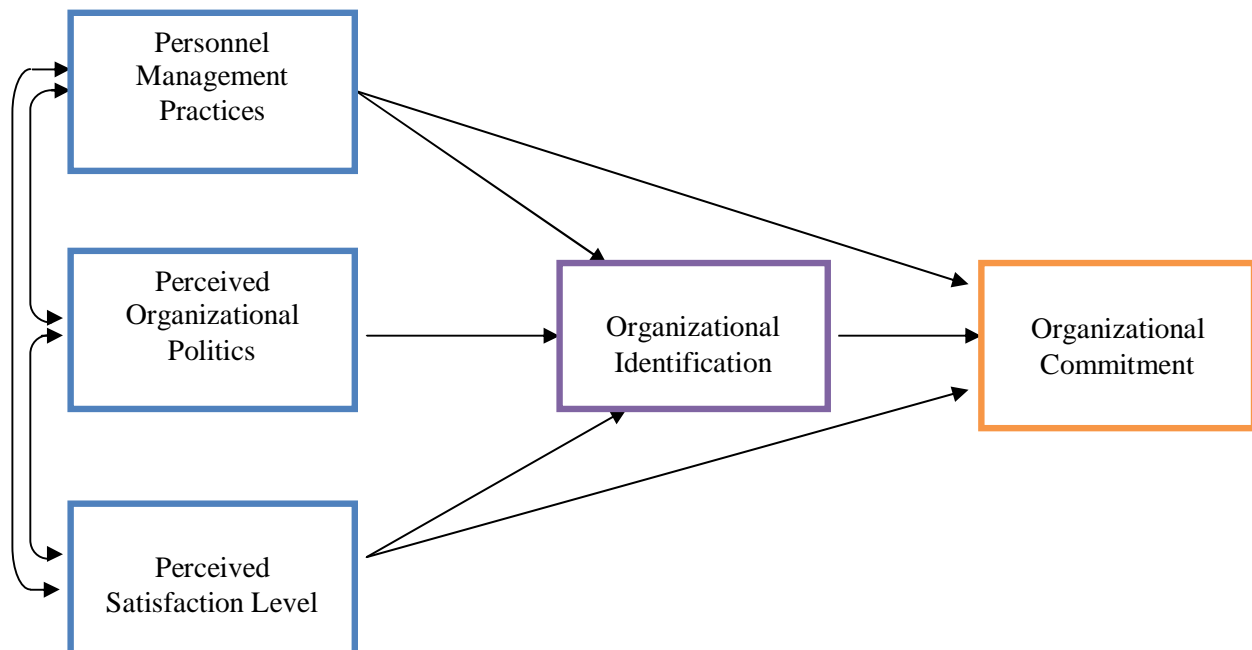 Personnel
Management
Practices
Perceived
Organizational
Politics
Organizational
Identification
Organizational
Commitment
Perceived
Satisfaction Level